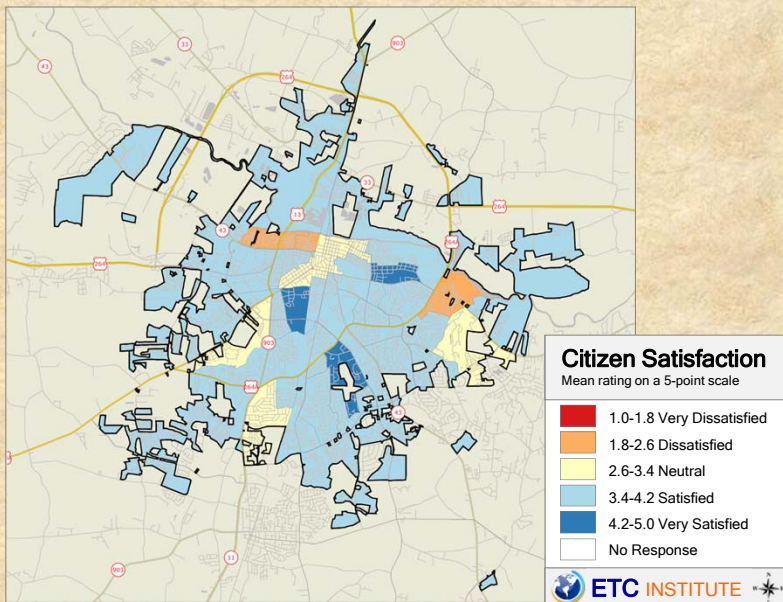 903
33
43
264
33
13
43
264
264A
264
903
264A
43
903
11
Citizen Satisfaction
Mean rating on a 5-point scale
1.0-1.8 Very Dissatisfied
1.8-2.6 Dissatisfied
2.6-3.4 Neutral
3.4-4.2 Satisfied
4.2-5.0 Very Satisfied
No Response
ETC INSTITUTE